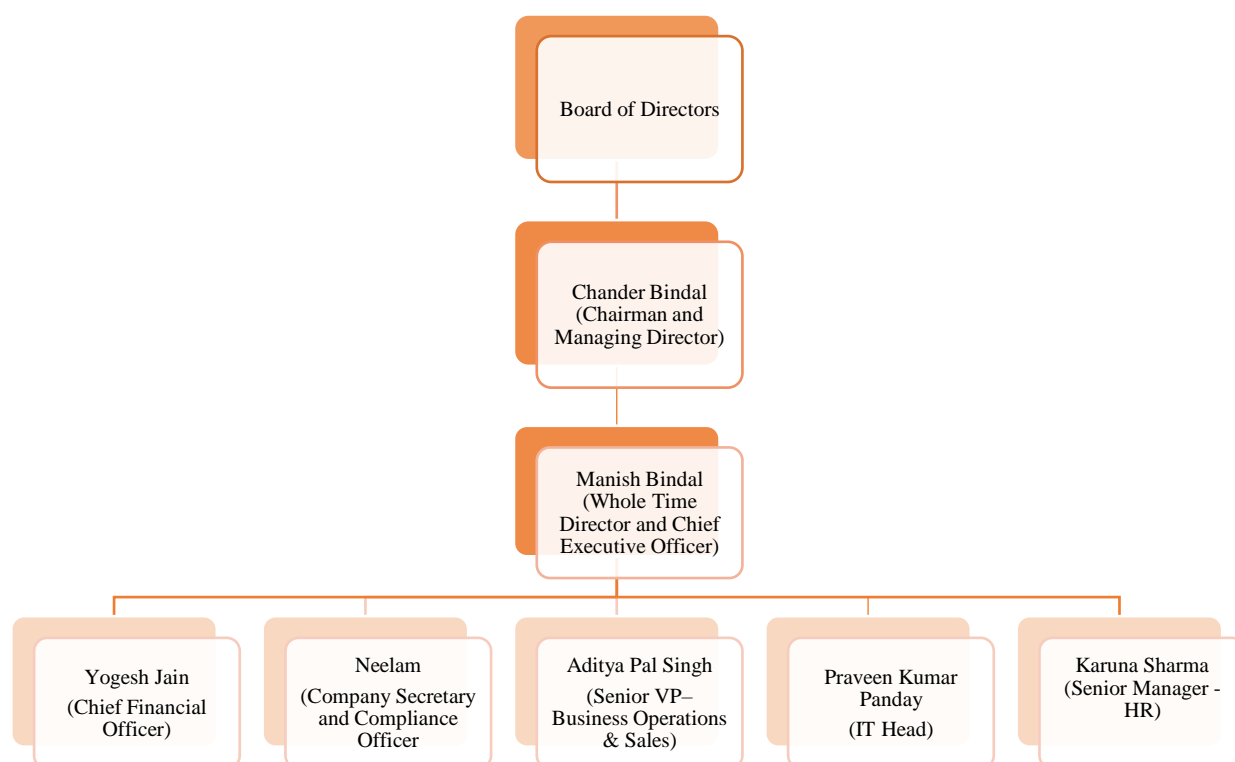 Board of Directors
Chander Bindal
(Chairman and
Managing Director)
Manish Bindal
(Whole Time
Director and Chief
Executive Officer)
Yogesh Jain
(Chief Financial
Officer)
Neelam
(Company Secretary
and Compliance
Officer
Aditya Pal Singh
(Senior VP–
Business Operations
& Sales)
Praveen Kumar
Panday
(IT Head)
Karuna Sharma
(Senior Manager -
HR)